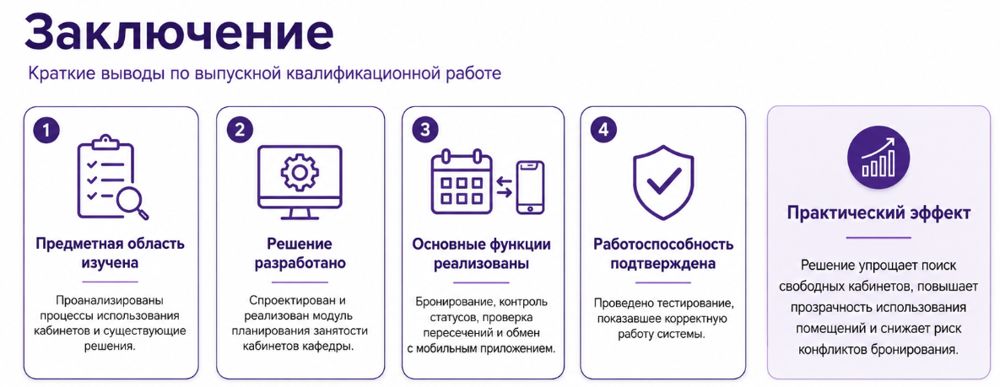 Заключение
Краткие выводы по выпускной квалификационной работе
1
Предметная область
изучена
Проанализированы
процессы использования
кабинетов и существующие
решения.
2
Решение
разработано
Спроектирован и
реализован модуль
планирования занятости
кабинетов кафедры.
3
Основные функции
реализованы
Бронирование, контроль
статусов, проверка
пересечений и обмен
с мобильным приложением.
4
Работоспособность
подтверждена
Проведено тестирование,
показавшее корректную
работу системы.
Практический эффект
Решение упрощает поиск
свободных кабинетов, повышает
прозрачность использования
помещений и снижает риск
конфликтов бронирования.